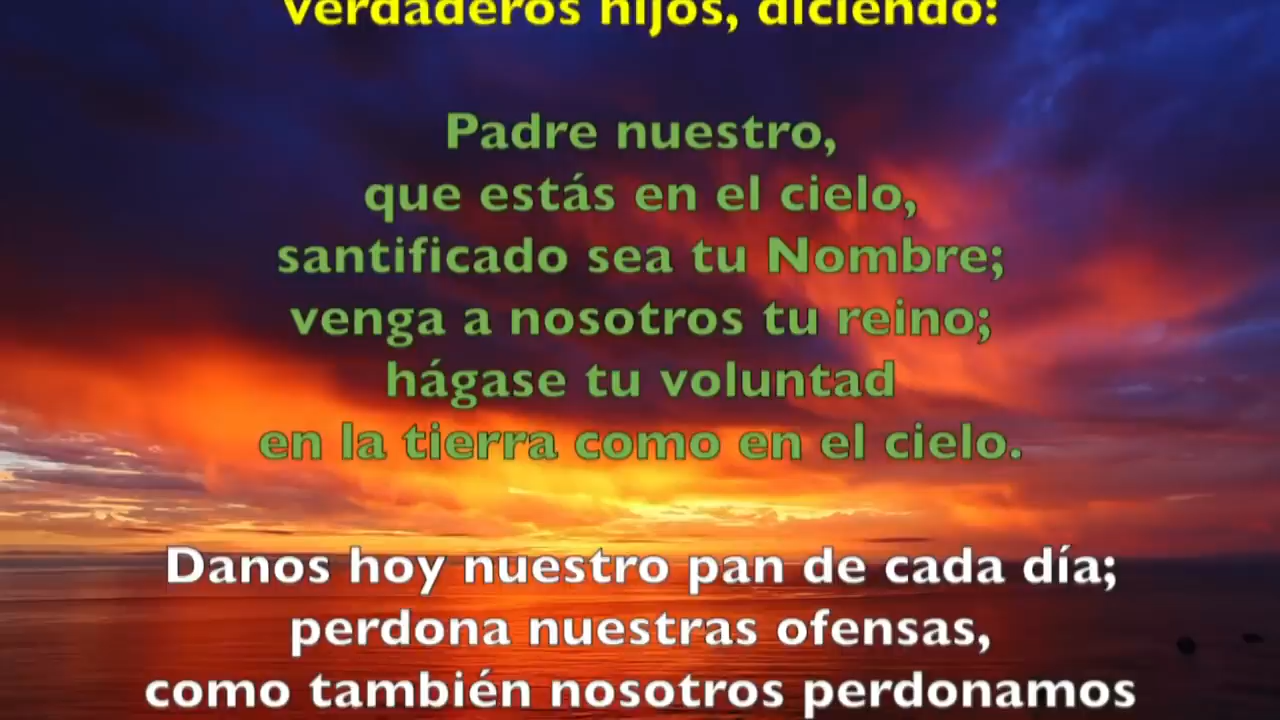 verdaderos hijos, diciendo:
Padre nuestro,
que estás en el cielo,
santificado sea tu Nombre;
venga a nosotros tu reino;
hágase tu voluntad
en la tierra como en el cielo.
Danos hoy nuestro pan de cada día;
perdona nuestras ofensas,
como también nosotros perdonamos